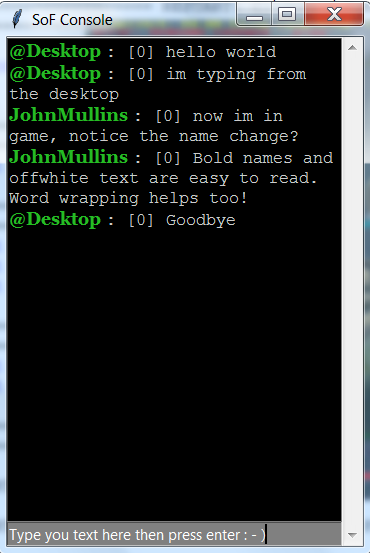 SoF Console
@Desktop : [0] hello world
@Desktop : [0] im typing from
the desktop
JohnMullins : [0] now im in
game, notice the name change?
JohnMullins : [0] Bold names and
offwhite text are easy to read.
Word wrapping helps too!
@Desktop : [0] Goodbye
Type you text here then press enter : - )